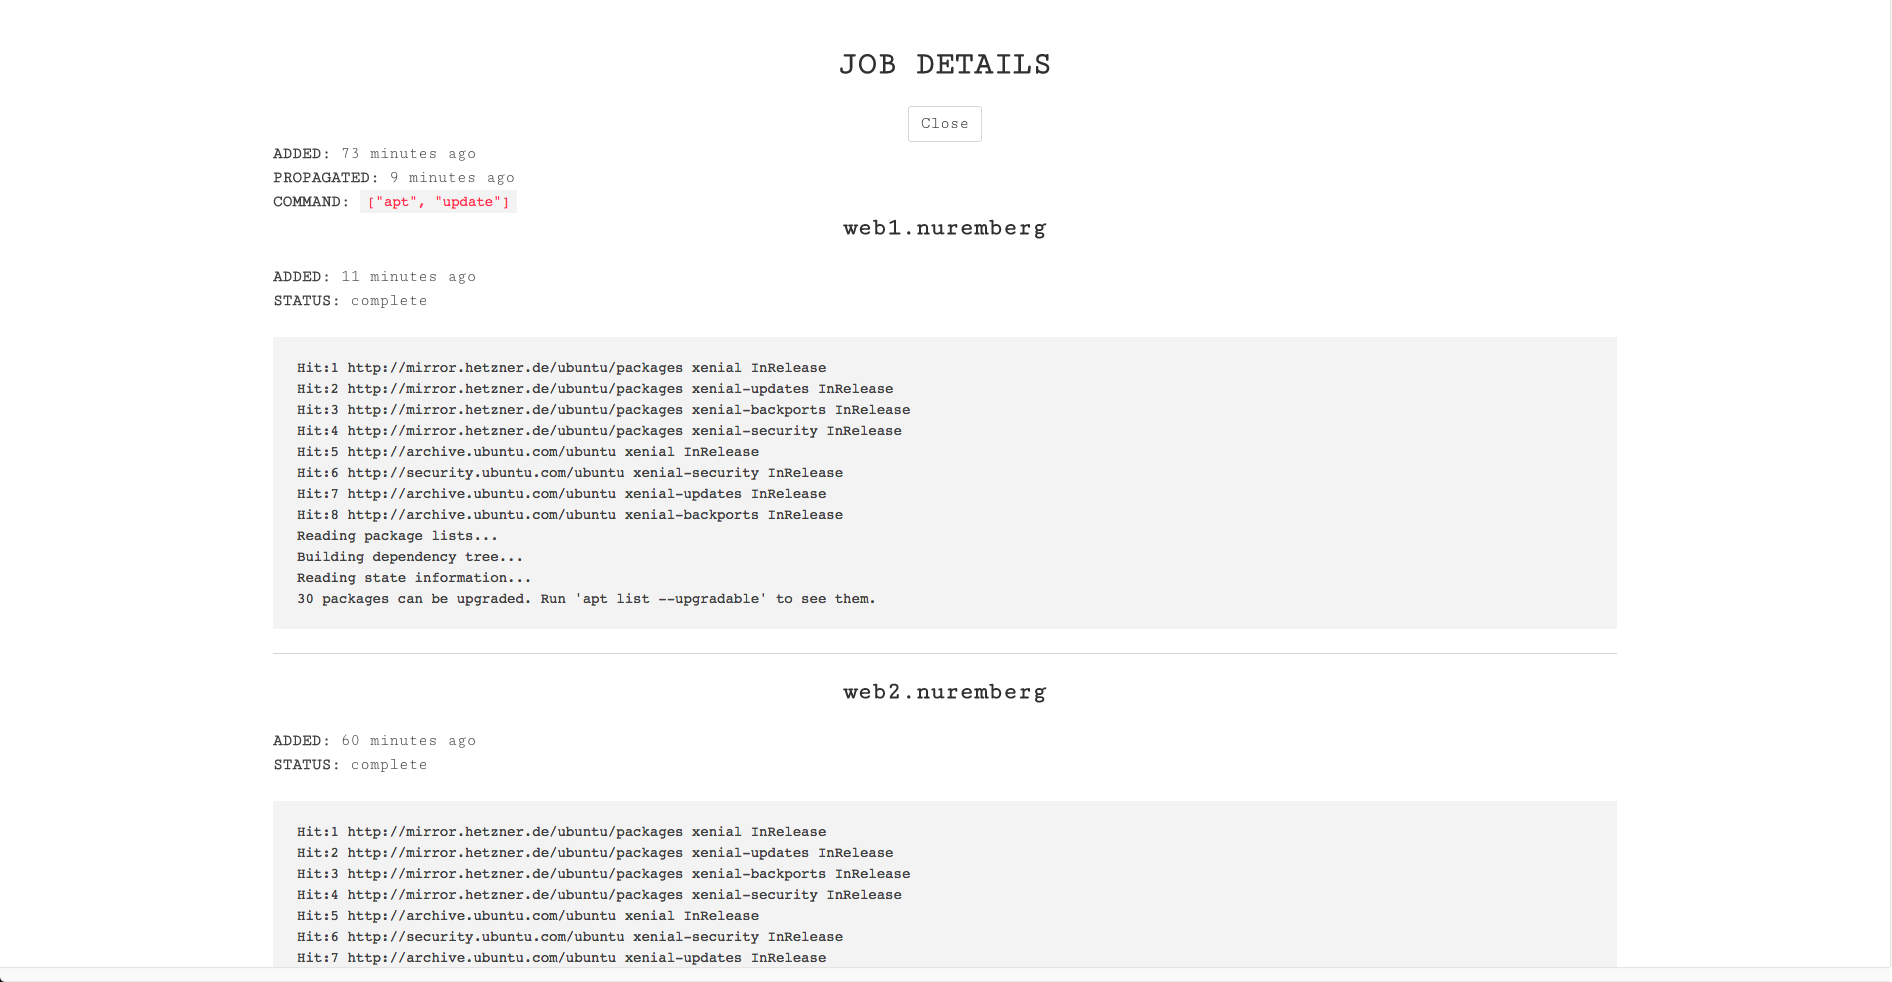 JOB DETAILS
Close
ADDED: 73 minutes ago
PROPAGATED: 9 minutes ago
COMMAND: ["apt", "update"]
web1.nuremberg
ADDED: 11 minutes ago
STATUS: complete
Hit:1 http://mirror.hetzner.de/ubuntu/packages xenial InRelease
Hit:2 http://mirror.hetzner.de/ubuntu/packages xenial-updates InRelease
Hit:3 http://mirror.hetzner.de/ubuntu/packages xenial-backports InRelease
Hit:4 http://mirror.hetzner.de/ubuntu/packages xenial-security InRelease
Hit:5 http://archive.ubuntu.com/ubuntu xenial InRelease
Hit:6 http://security.ubuntu.com/ubuntu xenial-security InRelease
Hit:7 http://archive.ubuntu.com/ubuntu xenial-updates InRelease
Hit:8 http://archive.ubuntu.com/ubuntu xenial-backports InRelease
Reading package lists...
Building dependency tree...
Reading state information...
30 packages can be upgraded. Run 'apt list --upgradable' to see them.
web2.nuremberg
ADDED: 60 minutes ago
STATUS: complete
Hit:1 http://mirror.hetzner.de/ubuntu/packages xenial InRelease
Hit:2 http://mirror.hetzner.de/ubuntu/packages xenial-updates InRelease
Hit:3 http://mirror.hetzner.de/ubuntu/packages xenial-backports InRelease
Hit:4 http://mirror.hetzner.de/ubuntu/packages xenial-security InRelease
Hit:5 http://archive.ubuntu.com/ubuntu xenial InRelease
Hit:6 http://security.ubuntu.com/ubuntu xenial-security InRelease
Hit:7 http://archive.ubuntu.com/ubuntu xenial-updates InRelease